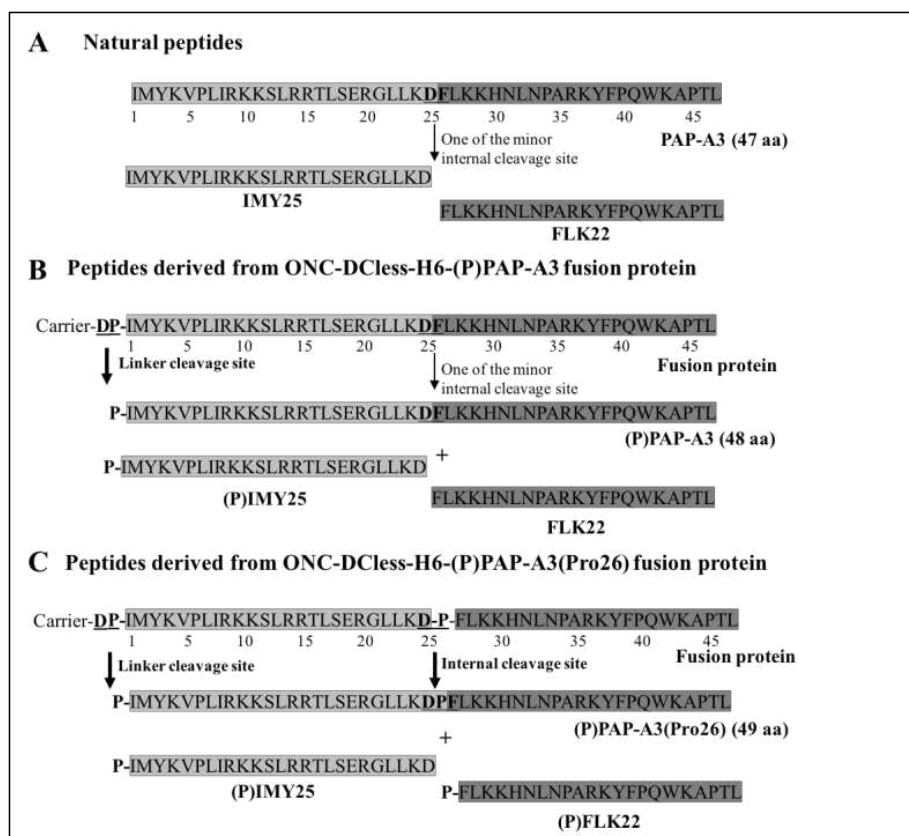 A Natural peptides
IMYKVPLIRKKSLRRTLSERGLLKDFLKKHNLNPARKYFPQWKAPTL
1 5 10 15 20 25 30 35 40 45
One of the minor
internal cleavage site
PAP-A3 (47 aa)
IMYKVPLIRKKSLRRTLSERGLLKD
IMY25
FLKKHNLNPARKYFPQWKAPTL
FLK22
B Peptides derived from ONC-DCless-H6-(P)PAP-A3 fusion protein
Carrier-DP-IMYKVPLIRKKSLRRTLSERGLLKDFLKKHNLNPARKYFPQWKAPTL
1 5 10 15 20 25 30 35 40 45
Linker cleavage site
One of the minor
internal cleavage site
Fusion protein
P-IMYKVPLIRKKSLRRTLSERGLLKDFLKKHNLNPARKYFPQWKAPTL
(P)PAP-A3 (48 aa)
+
P-IMYKVPLIRKKSLRRTLSERGLLKD
(P)IMY25
FLKKHNLNPARKYFPQWKAPTL
FLK22
C Peptides derived from ONC-DCless-H6-(P)PAP-A3(Pro26) fusion protein
Carrier-DP-IMYKVPLIRKKSLRRTLSERGLLKD-P-FLKKHNLNPARKYFPQWKAPTL
1 5 10 15 20 25 30 35 40 45
Linker cleavage site
Internal cleavage site
Fusion protein
P-IMYKVPLIRKKSLRRTLSERGLLKDPFLKKHNLNPARKYFPQWKAPTL
(P)PAP-A3(Pro26) (49 aa)
+
P-IMYKVPLIRKKSLRRTLSERGLLKD
(P)IMY25
P-FLKKHNLNPARKYFPQWKAPTL
(P)FLK22